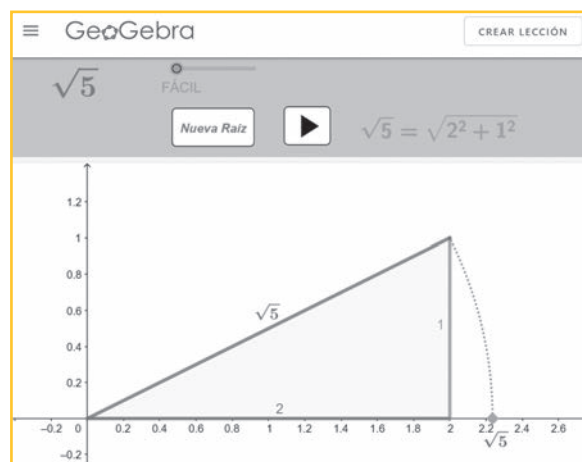 ≡ GeoGebra CREAR LECCIÓN
√5
FÁCIL
Nueva Raíz
√5 = √(2² + 1²)
1.2
1
0.8
0.6
0.4
0.2
√5
1
2
−0.2 0 0.2 0.4 0.6 0.8 1 1.2 1.4 1.6 1.8 2 2.2 2.4 2.6
√5
−0.2